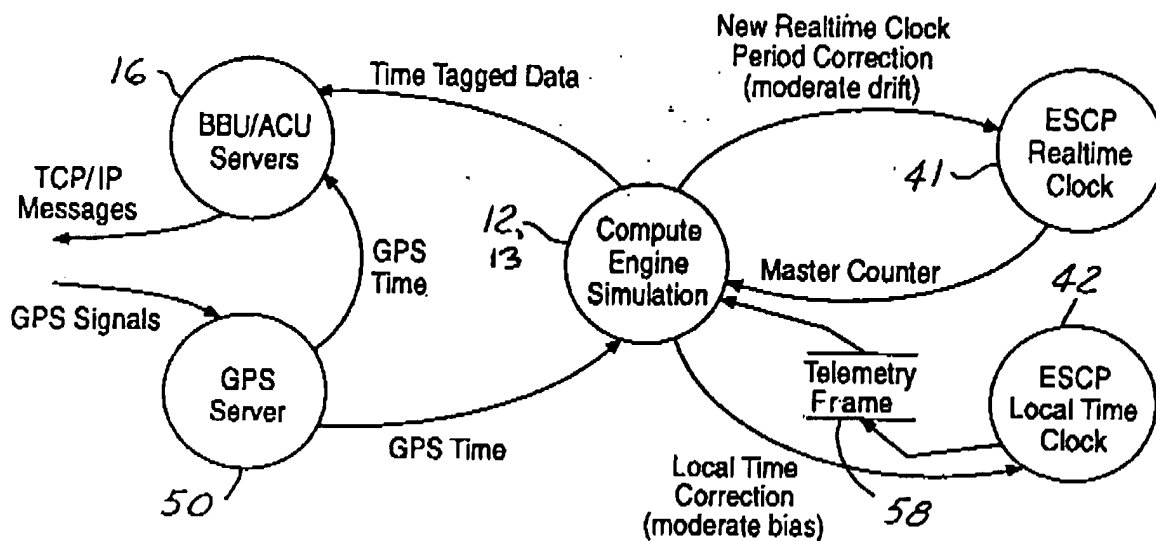 16
BBU/ACU
Servers
Time Tagged Data
New Realtime Clock
Period Correction
(moderate drift)
ESCP
Realtime
Clock
41
TCP/IP
Messages
GPS
Time
12,
13
Compute
Engine
Simulation
Master Counter
42
GPS Signals
GPS
Server
GPS Time
50
Telemetry
Frame
ESCP
Local Time
Clock
Local Time
Correction
(moderate bias)
58